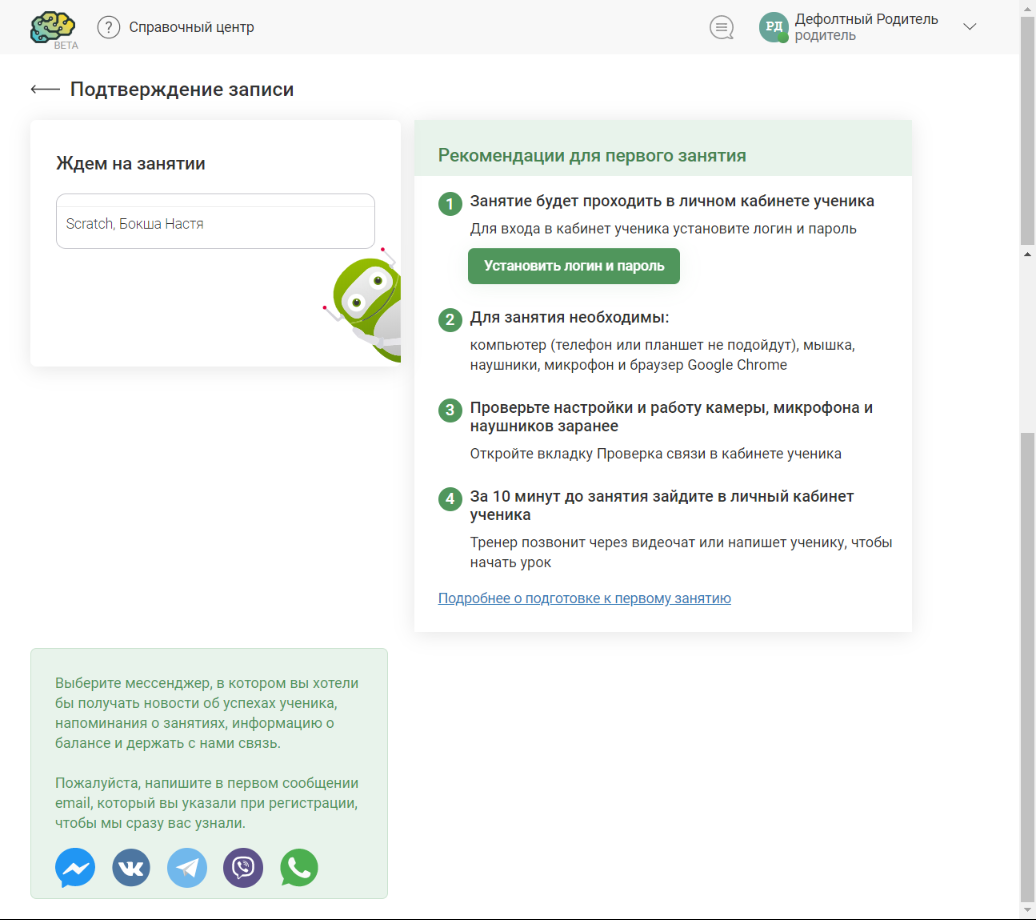 BETA
? Справочный центр
РД
Дефолтный Родитель
родитель
Подтверждение записи
Ждем на занятии
Scratch, Бокша Настя
Рекомендации для первого занятия
1 Занятие будет проходить в личном кабинете ученика
Для входа в кабинет ученика установите логин и пароль
Установить логин и пароль
2 Для занятия необходимы:
компьютер (телефон или планшет не подойдут), мышка,
наушники, микрофон и браузер Google Chrome
3 Проверьте настройки и работу камеры, микрофона и
наушников заранее
Откройте вкладку Проверка связи в кабинете ученика
4 За 10 минут до занятия зайдите в личный кабинет
ученика
Тренер позвонит через видеочат или напишет ученику, чтобы
начать урок
Подробнее о подготовке к первому занятию
Выберите мессенджер, в котором вы хотели
бы получать новости об успехах ученика,
напоминания о занятиях, информацию о
балансе и держать с нами связь.
Пожалуйста, напишите в первом сообщении
email, который вы указали при регистрации,
чтобы мы сразу вас узнали.